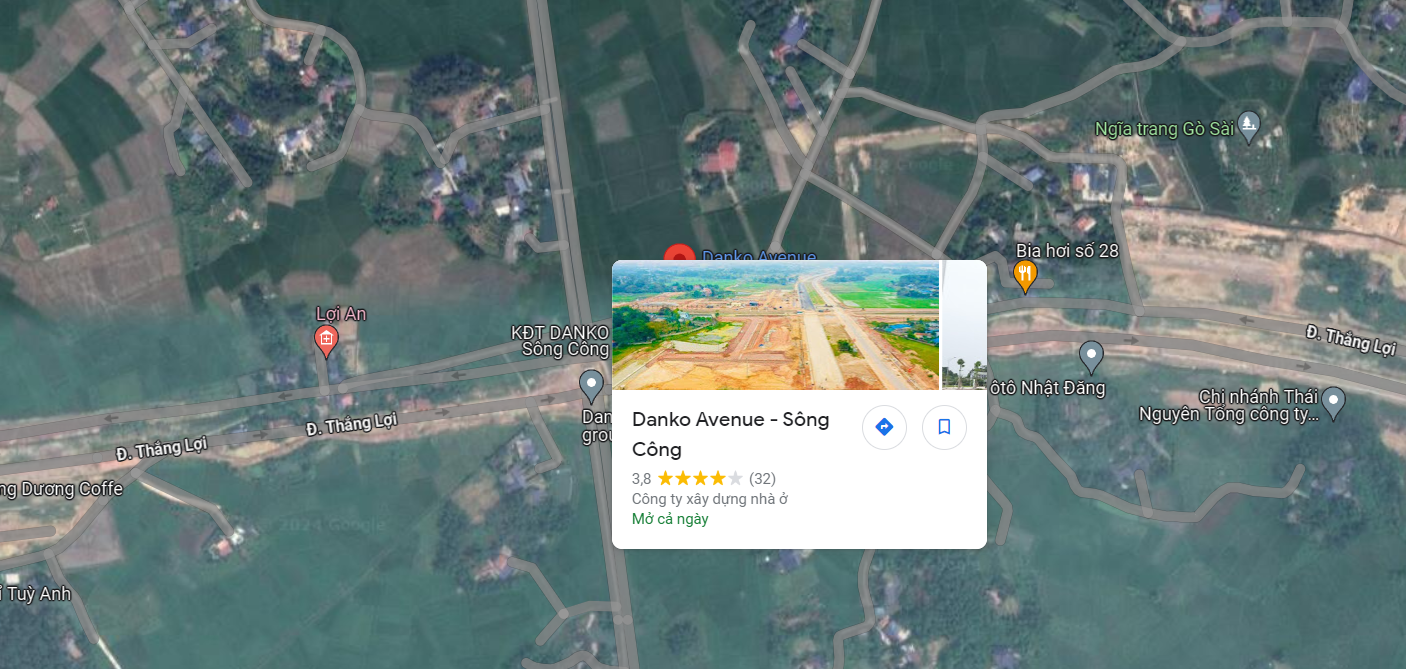 Ngĩa trang Gò Sài
Bia hơi số 28
Danko Avenue
Lợi An
KĐT DANKO
Sông Công
Đ. Thắng Lợi
ôtô Nhật Đăng
Chi nhánh Thái
Nguyên Tổng công ty...
Dan
grou
Đ. Thắng Lợi
Đ. Thắng Lợi
ng Dương Coffe
Danko Avenue - Sông
Công
3,8 (32)
Công ty xây dựng nhà ở
Mở cả ngày
© 2024 Google
Tuỳ Anh